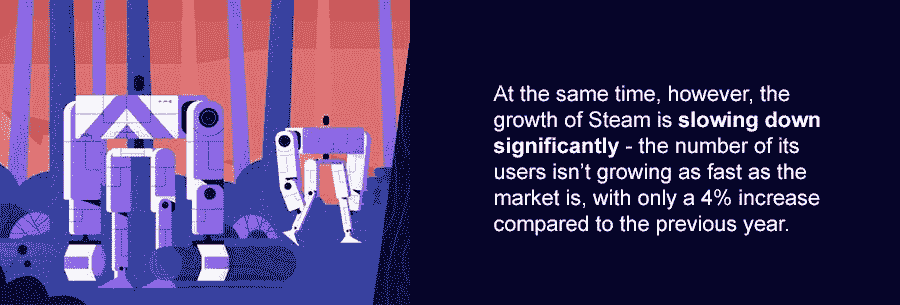 At the same time, however, the
growth of Steam is slowing down
significantly - the number of its
users isn’t growing as fast as the
market is, with only a 4% increase
compared to the previous year.